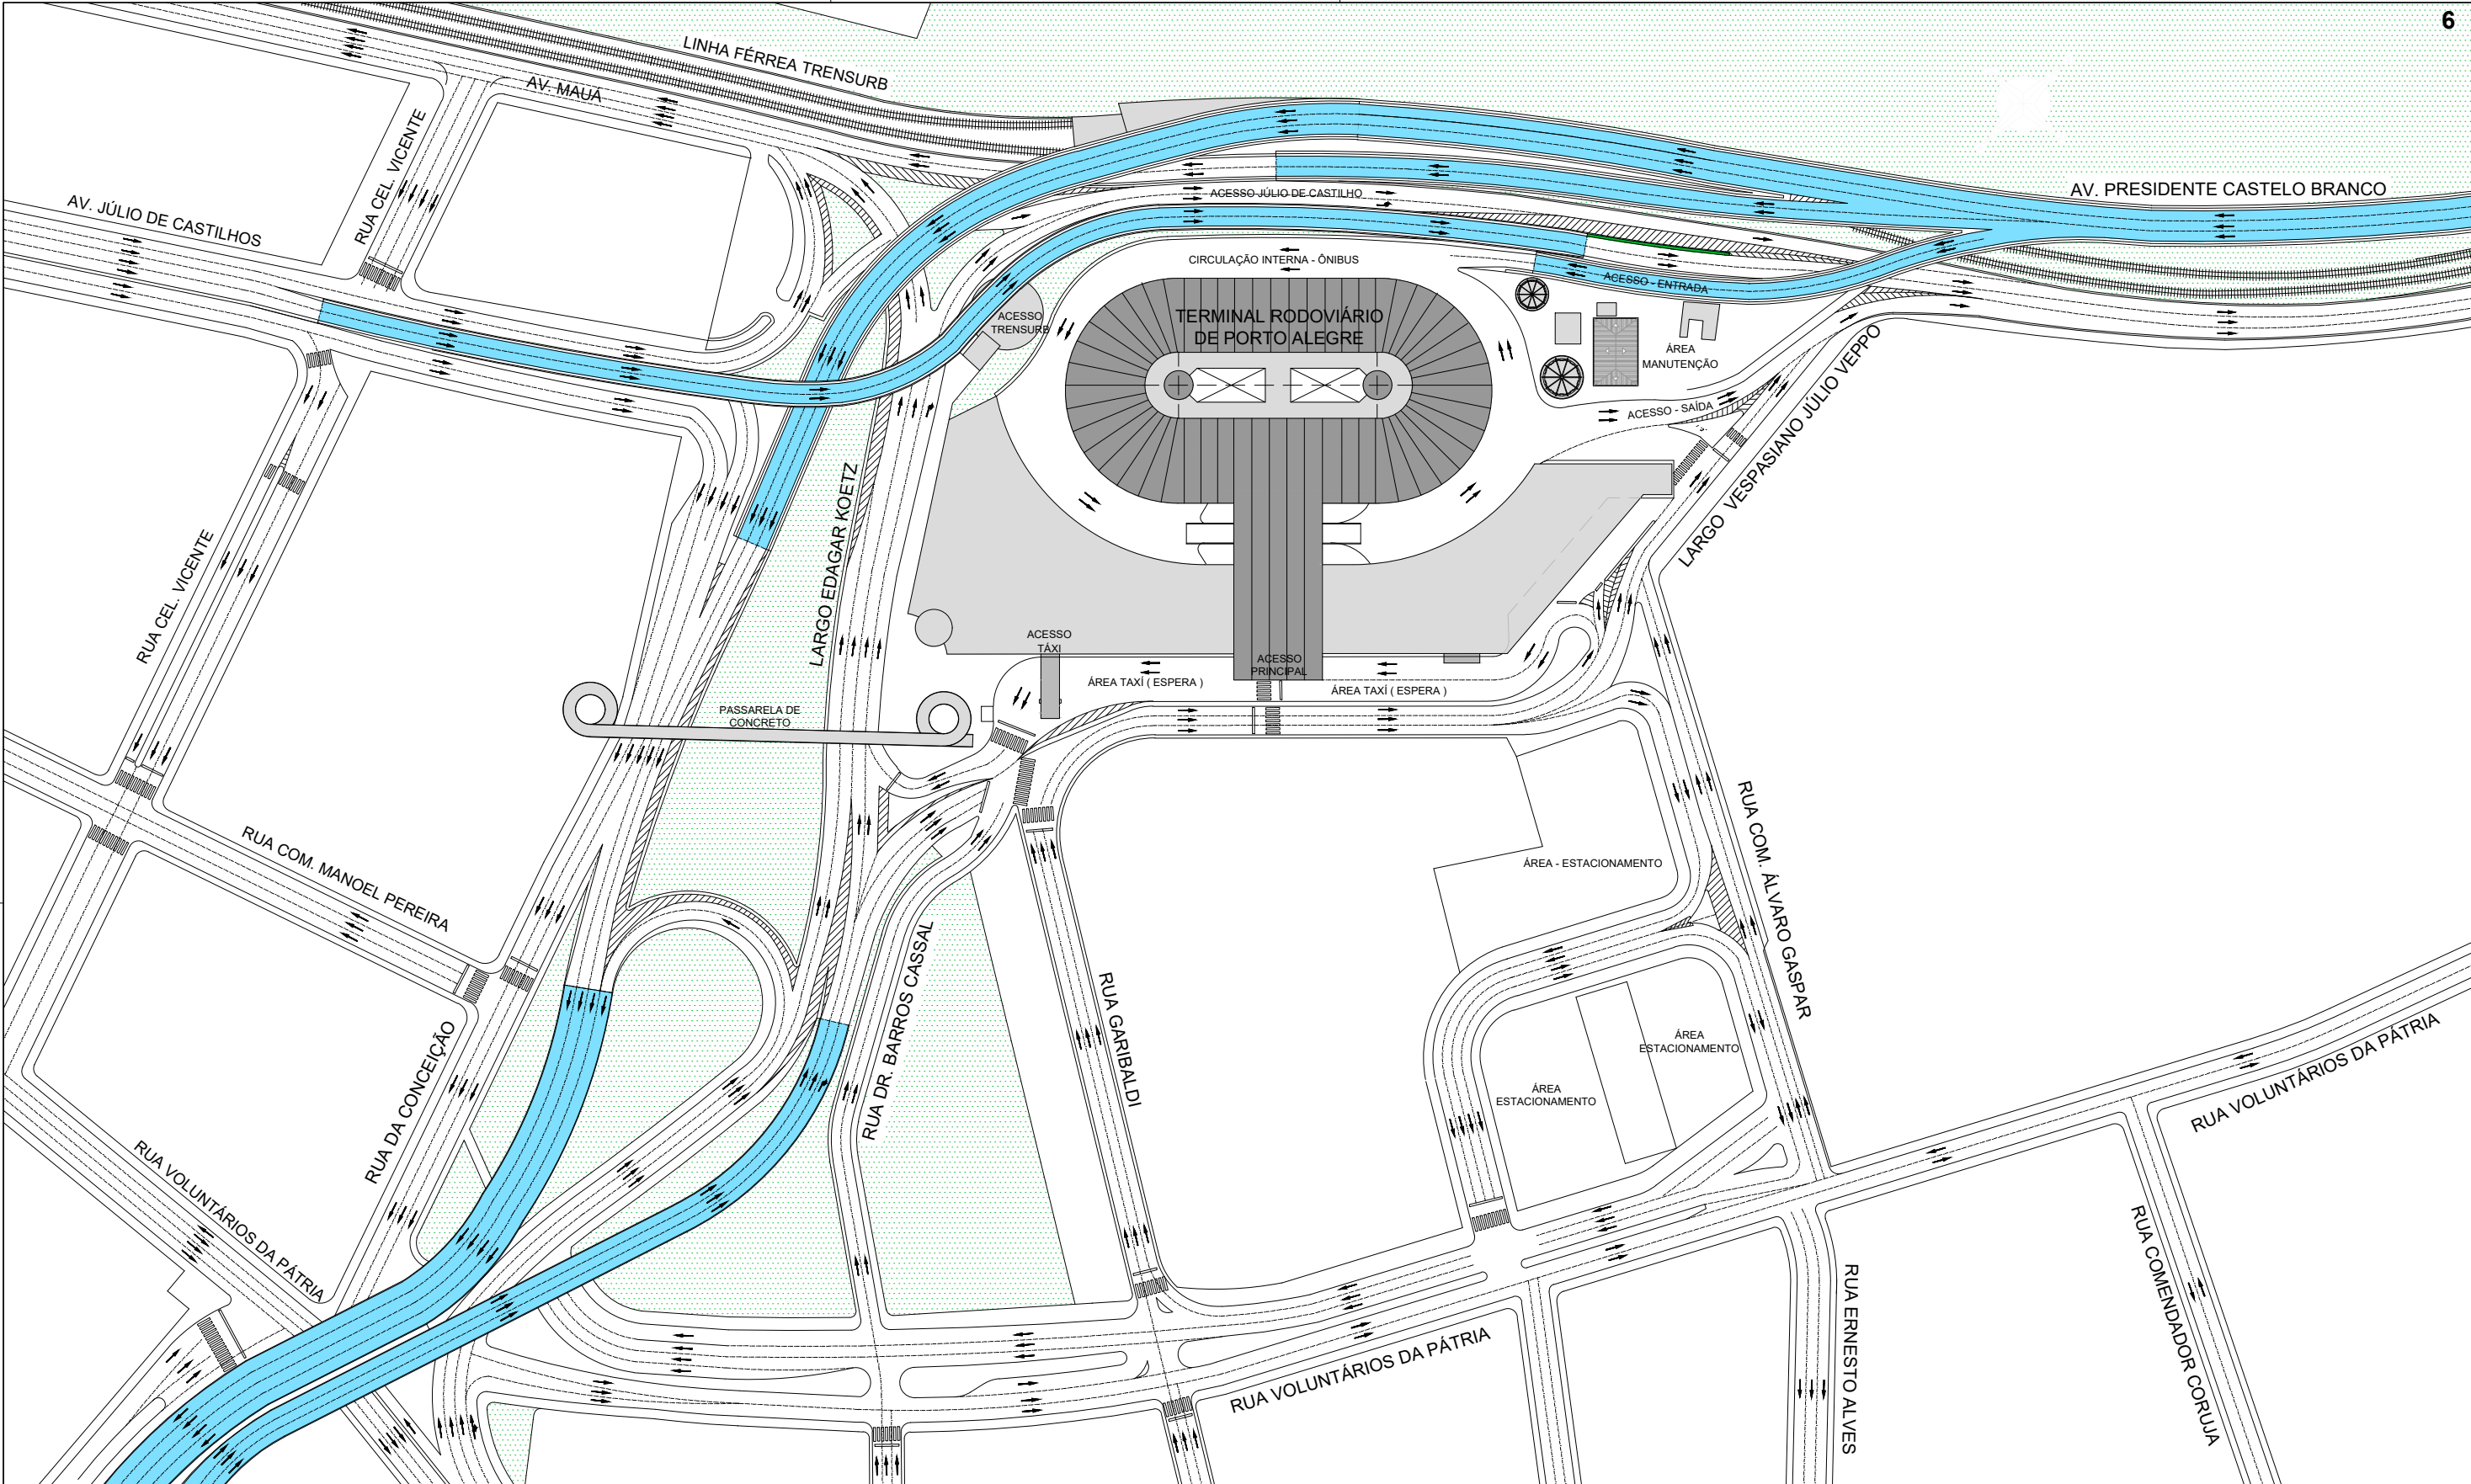 6
LINHA FÉRREA TRENSURB
AV. MAUÁ
RUA CEL. VICENTE
AV. JÚLIO DE CASTILHOS
AV. PRESIDENTE CASTELO BRANCO
ACESSO JÚLIO DE CASTILHO
CIRCULAÇÃO INTERNA - ÔNIBUS
ACESSO - ENTRADA
ACESSO
TRENSURB
TERMINAL RODOVIÁRIO
DE PORTO ALEGRE
ÁREA
MANUTENÇÃO
ACESSO - SAÍDA
LARGO VESPASIANO JÚLIO VEPPO
LARGO EDAGAR KOETZ
RUA CEL. VICENTE
ACESSO
TÁXI
ACESSO
PRINCIPAL
ÁREA TAXÍ ( ESPERA )
ÁREA TAXÍ ( ESPERA )
PASSARELA DE
CONCRETO
RUA COM. MANOEL PEREIRA
ÁREA - ESTACIONAMENTO
RUA COM. ÁLVARO GASPAR
RUA DR. BARROS CASSAL
RUA GARIBALDI
ÁREA
ESTACIONAMENTO
ÁREA
ESTACIONAMENTO
RUA DA CONCEIÇÃO
RUA VOLUNTÁRIOS DA PÁTRIA
RUA VOLUNTÁRIOS DA PÁTRIA
RUA VOLUNTÁRIOS DA PÁTRIA
RUA ERNESTO ALVES
RUA COMENDADOR CORUJA